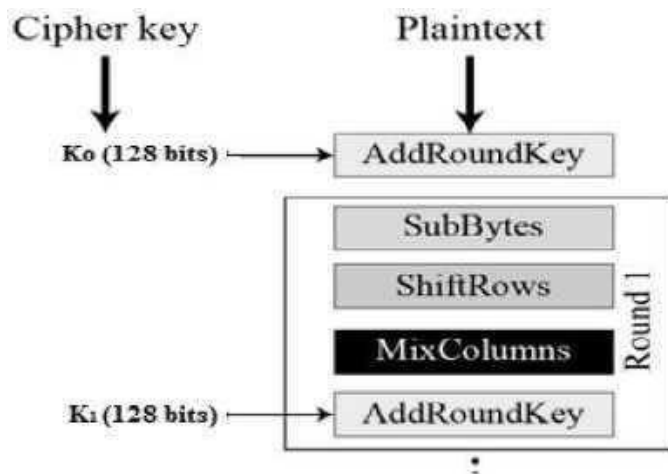 Cipher key Plaintext
K0 (128 bits) AddRoundKey
SubBytes
ShiftRows
MixColumns
Round 1
K1 (128 bits) AddRoundKey
: